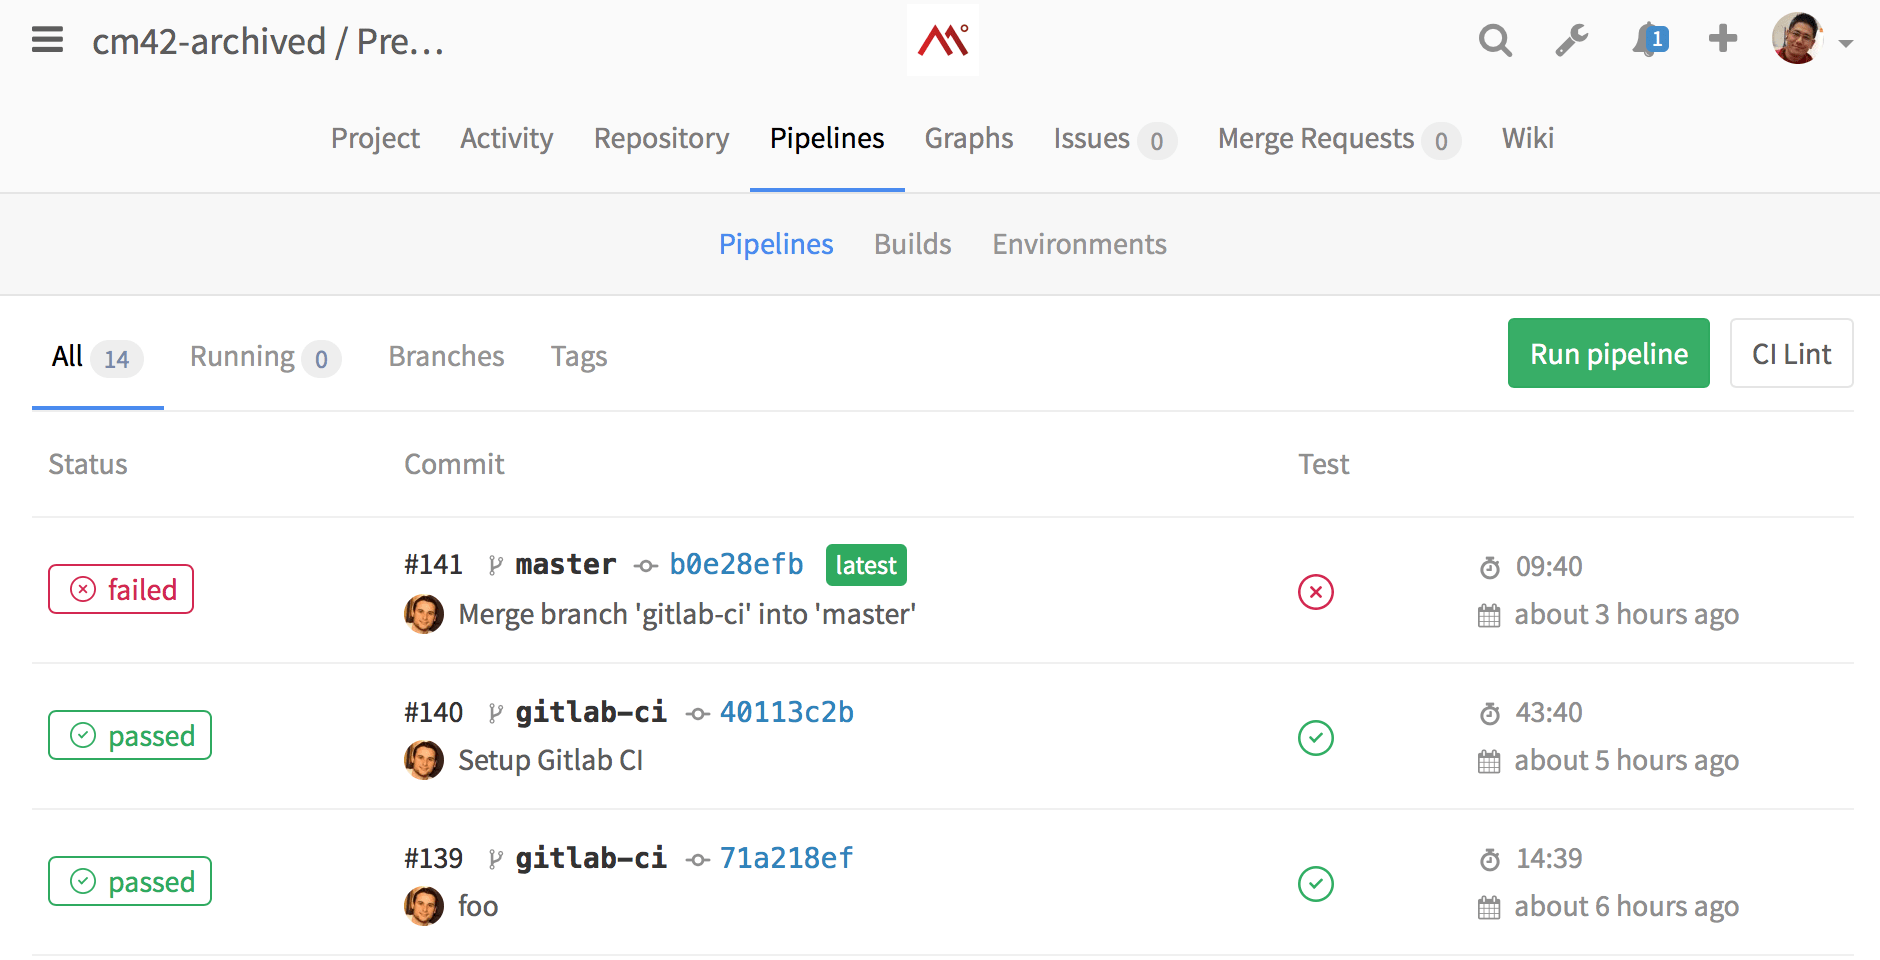 cm42-archived / Pre...
1
Project Activity Repository Pipelines Graphs Issues 0 Merge Requests 0 Wiki
Pipelines Builds Environments
All 14 Running 0 Branches Tags Run pipeline CI Lint
Status Commit Test
failed #141 master b0e28efb latest 09:40
Merge branch 'gitlab-ci' into 'master' about 3 hours ago
passed #140 gitlab-ci 40113c2b 43:40
Setup Gitlab CI about 5 hours ago
passed #139 gitlab-ci 71a218ef 14:39
foo about 6 hours ago